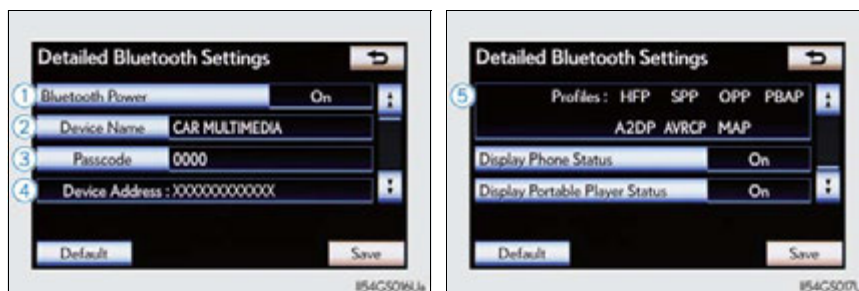 Detailed Bluetooth Settings
1 Bluetooth Power On
2 Device Name CAR MULTIMEDIA
3 Passcode 0000
4 Device Address : XXXXXXXXXXXX
Default Save
Detailed Bluetooth Settings
5 Profiles : HFP SPP OPP PBAP
A2DP AVRCP MAP
Display Phone Status On
Display Portable Player Status On
Default Save